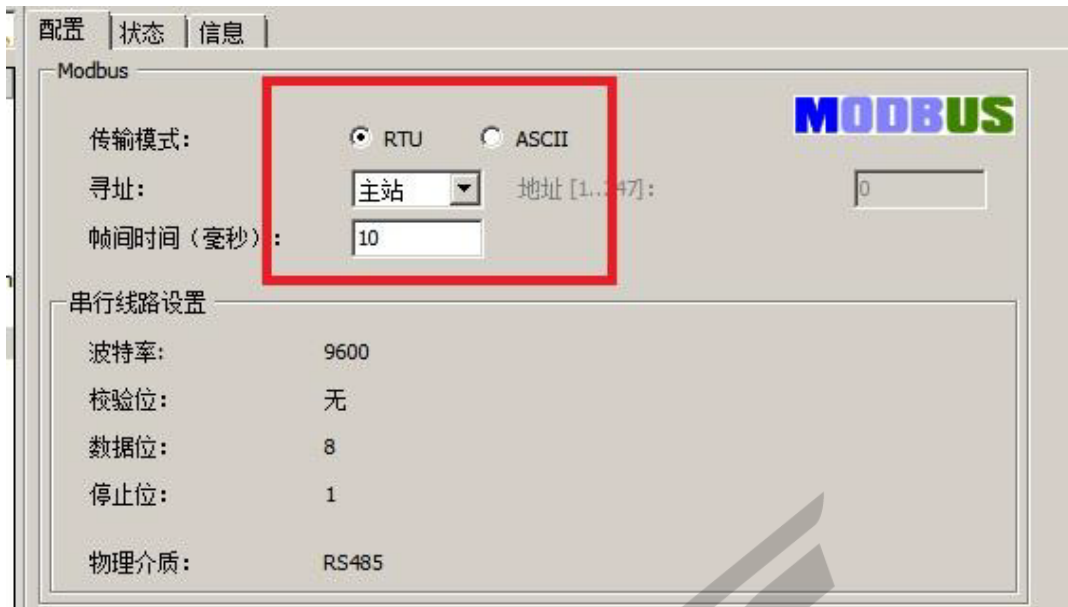 配置 状态 信息
Modbus
MODBUS
传输模式: RTU ASCII
寻址: 主站 地址 [1..247]: 0
帧间时间（毫秒）: 10
串行线路设置
波特率: 9600
校验位: 无
数据位: 8
停止位: 1
物理介质: RS485